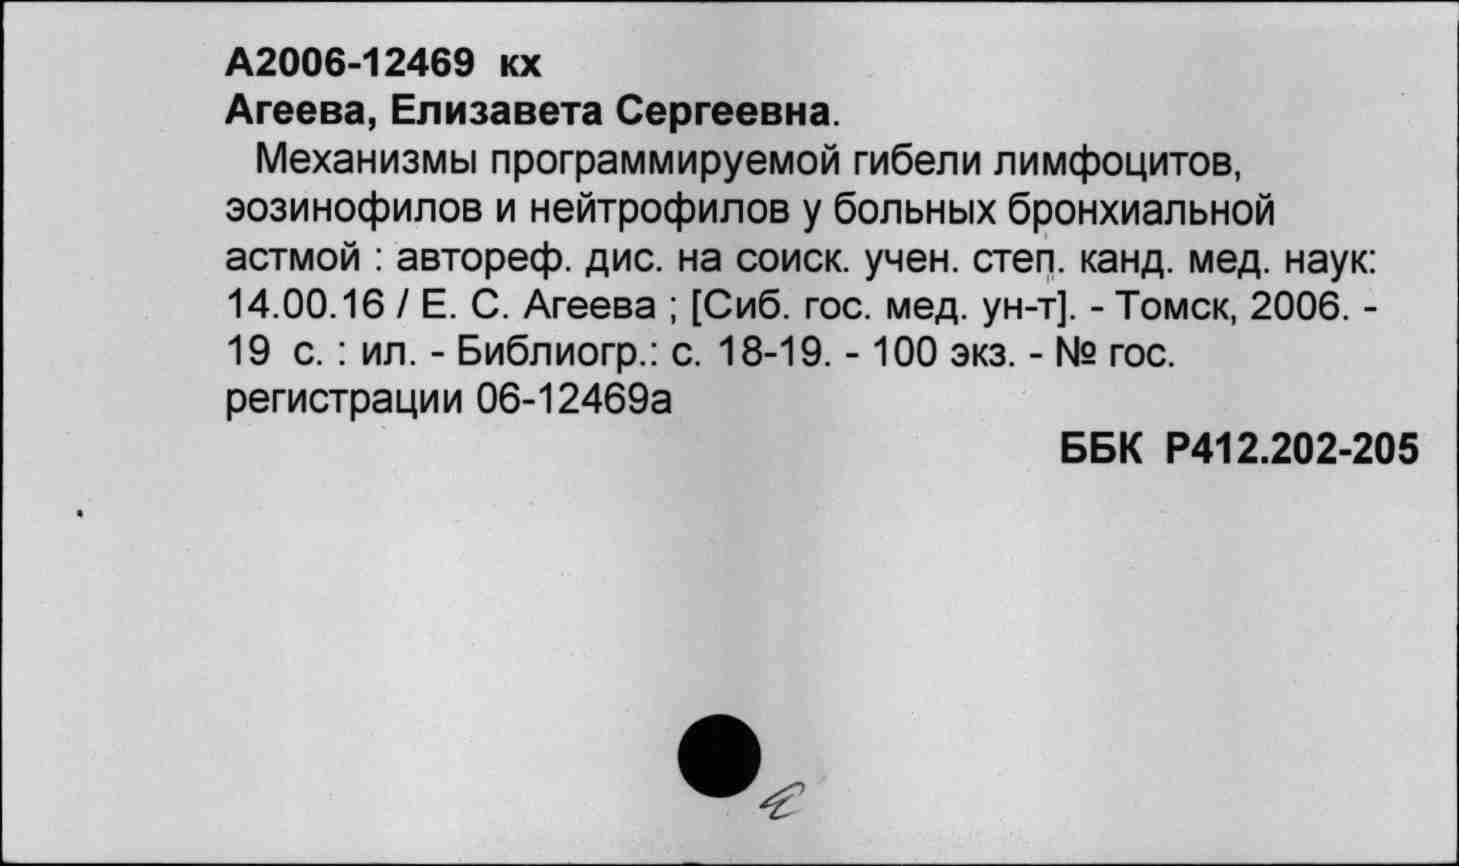 А2006-12469 кх
Агеева, Елизавета Сергеевна.
Механизмы программируемой гибели лимфоцитов,
эозинофилов и нейтрофилов у больных бронхиальной
астмой : автореф. дис. на соиск. учен. степ. канд. мед. наук:
14.00.16 / Е. С. Агеева ; [Сиб. гос. мед. ун-т]. - Томск, 2006. -
19 с. : ил. - Библиогр.: с. 18-19. - 100 экз. - № гос.
регистрации 06-12469а
ББК Р412.202-205